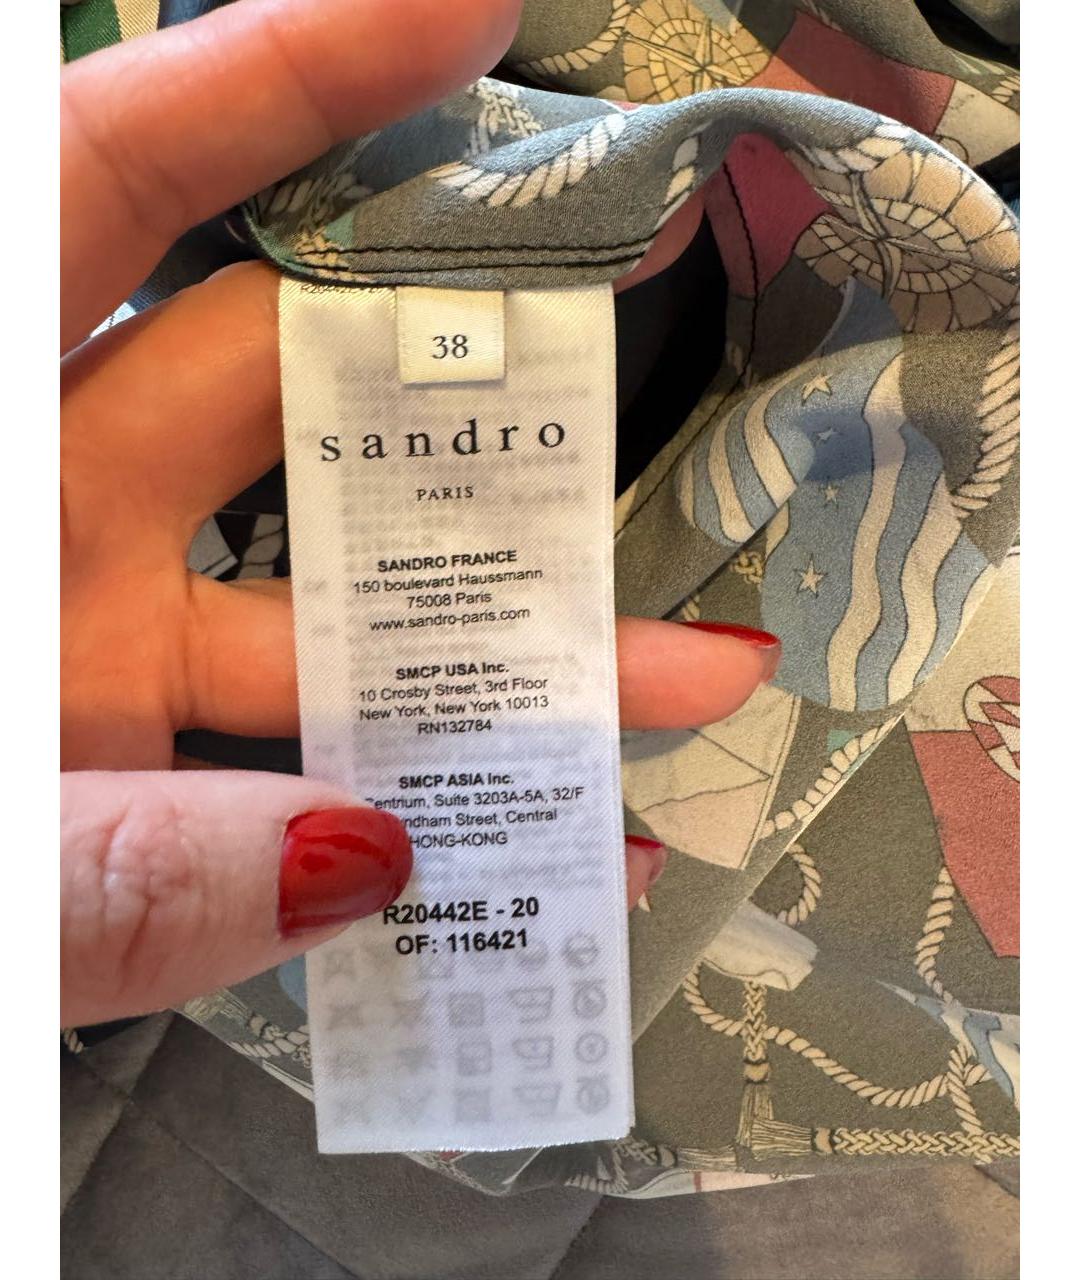 38
sandro
PARIS
SANDRO FRANCE
150 boulevard Haussmann
75008 Paris
www.sandro-paris.com
SMCP USA Inc.
10 Crosby Street, 3rd Floor
New York, New York 10013
RN132784
SMCP ASIA Inc.
Suite 3203A-5A, 32/F
Street, Central
HONG-KONG
R20442E - 20
OF: 116421